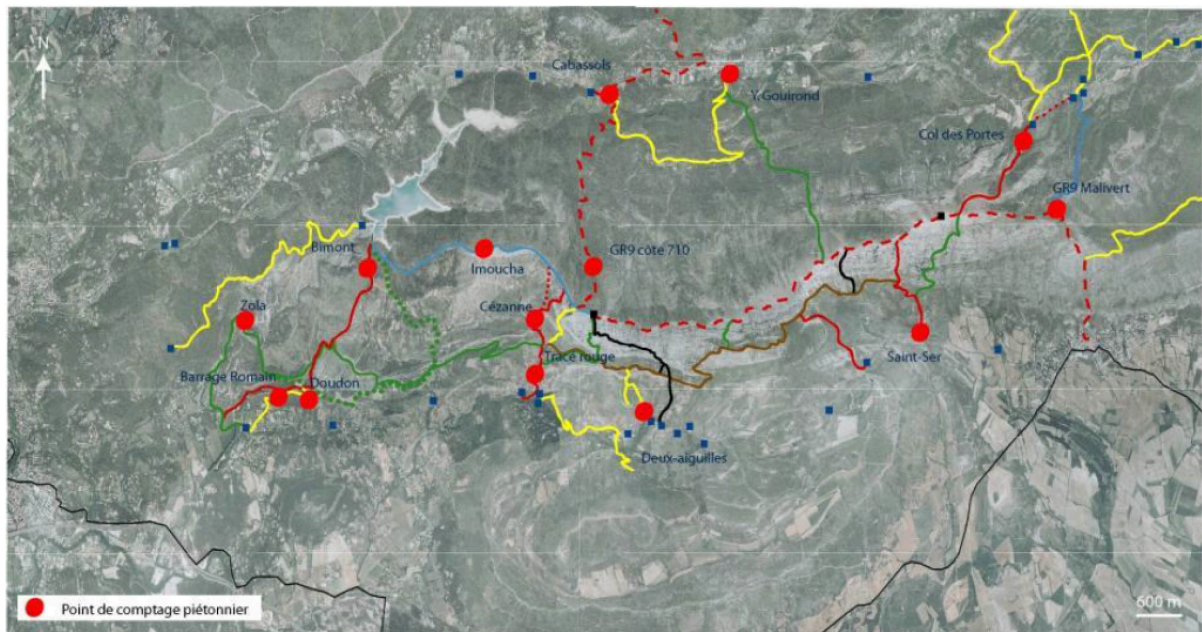 N
Cabassols
Y. Gouirond
Col des Portes
GR9 Malivert
Bimont
Imoucha
GR9 côte 710
Zola
Cézanne
Saint-Ser
Barrage Romain
Doudon
Tracé rouge
Deux-aiguilles
Point de comptage piétonnier
600 m